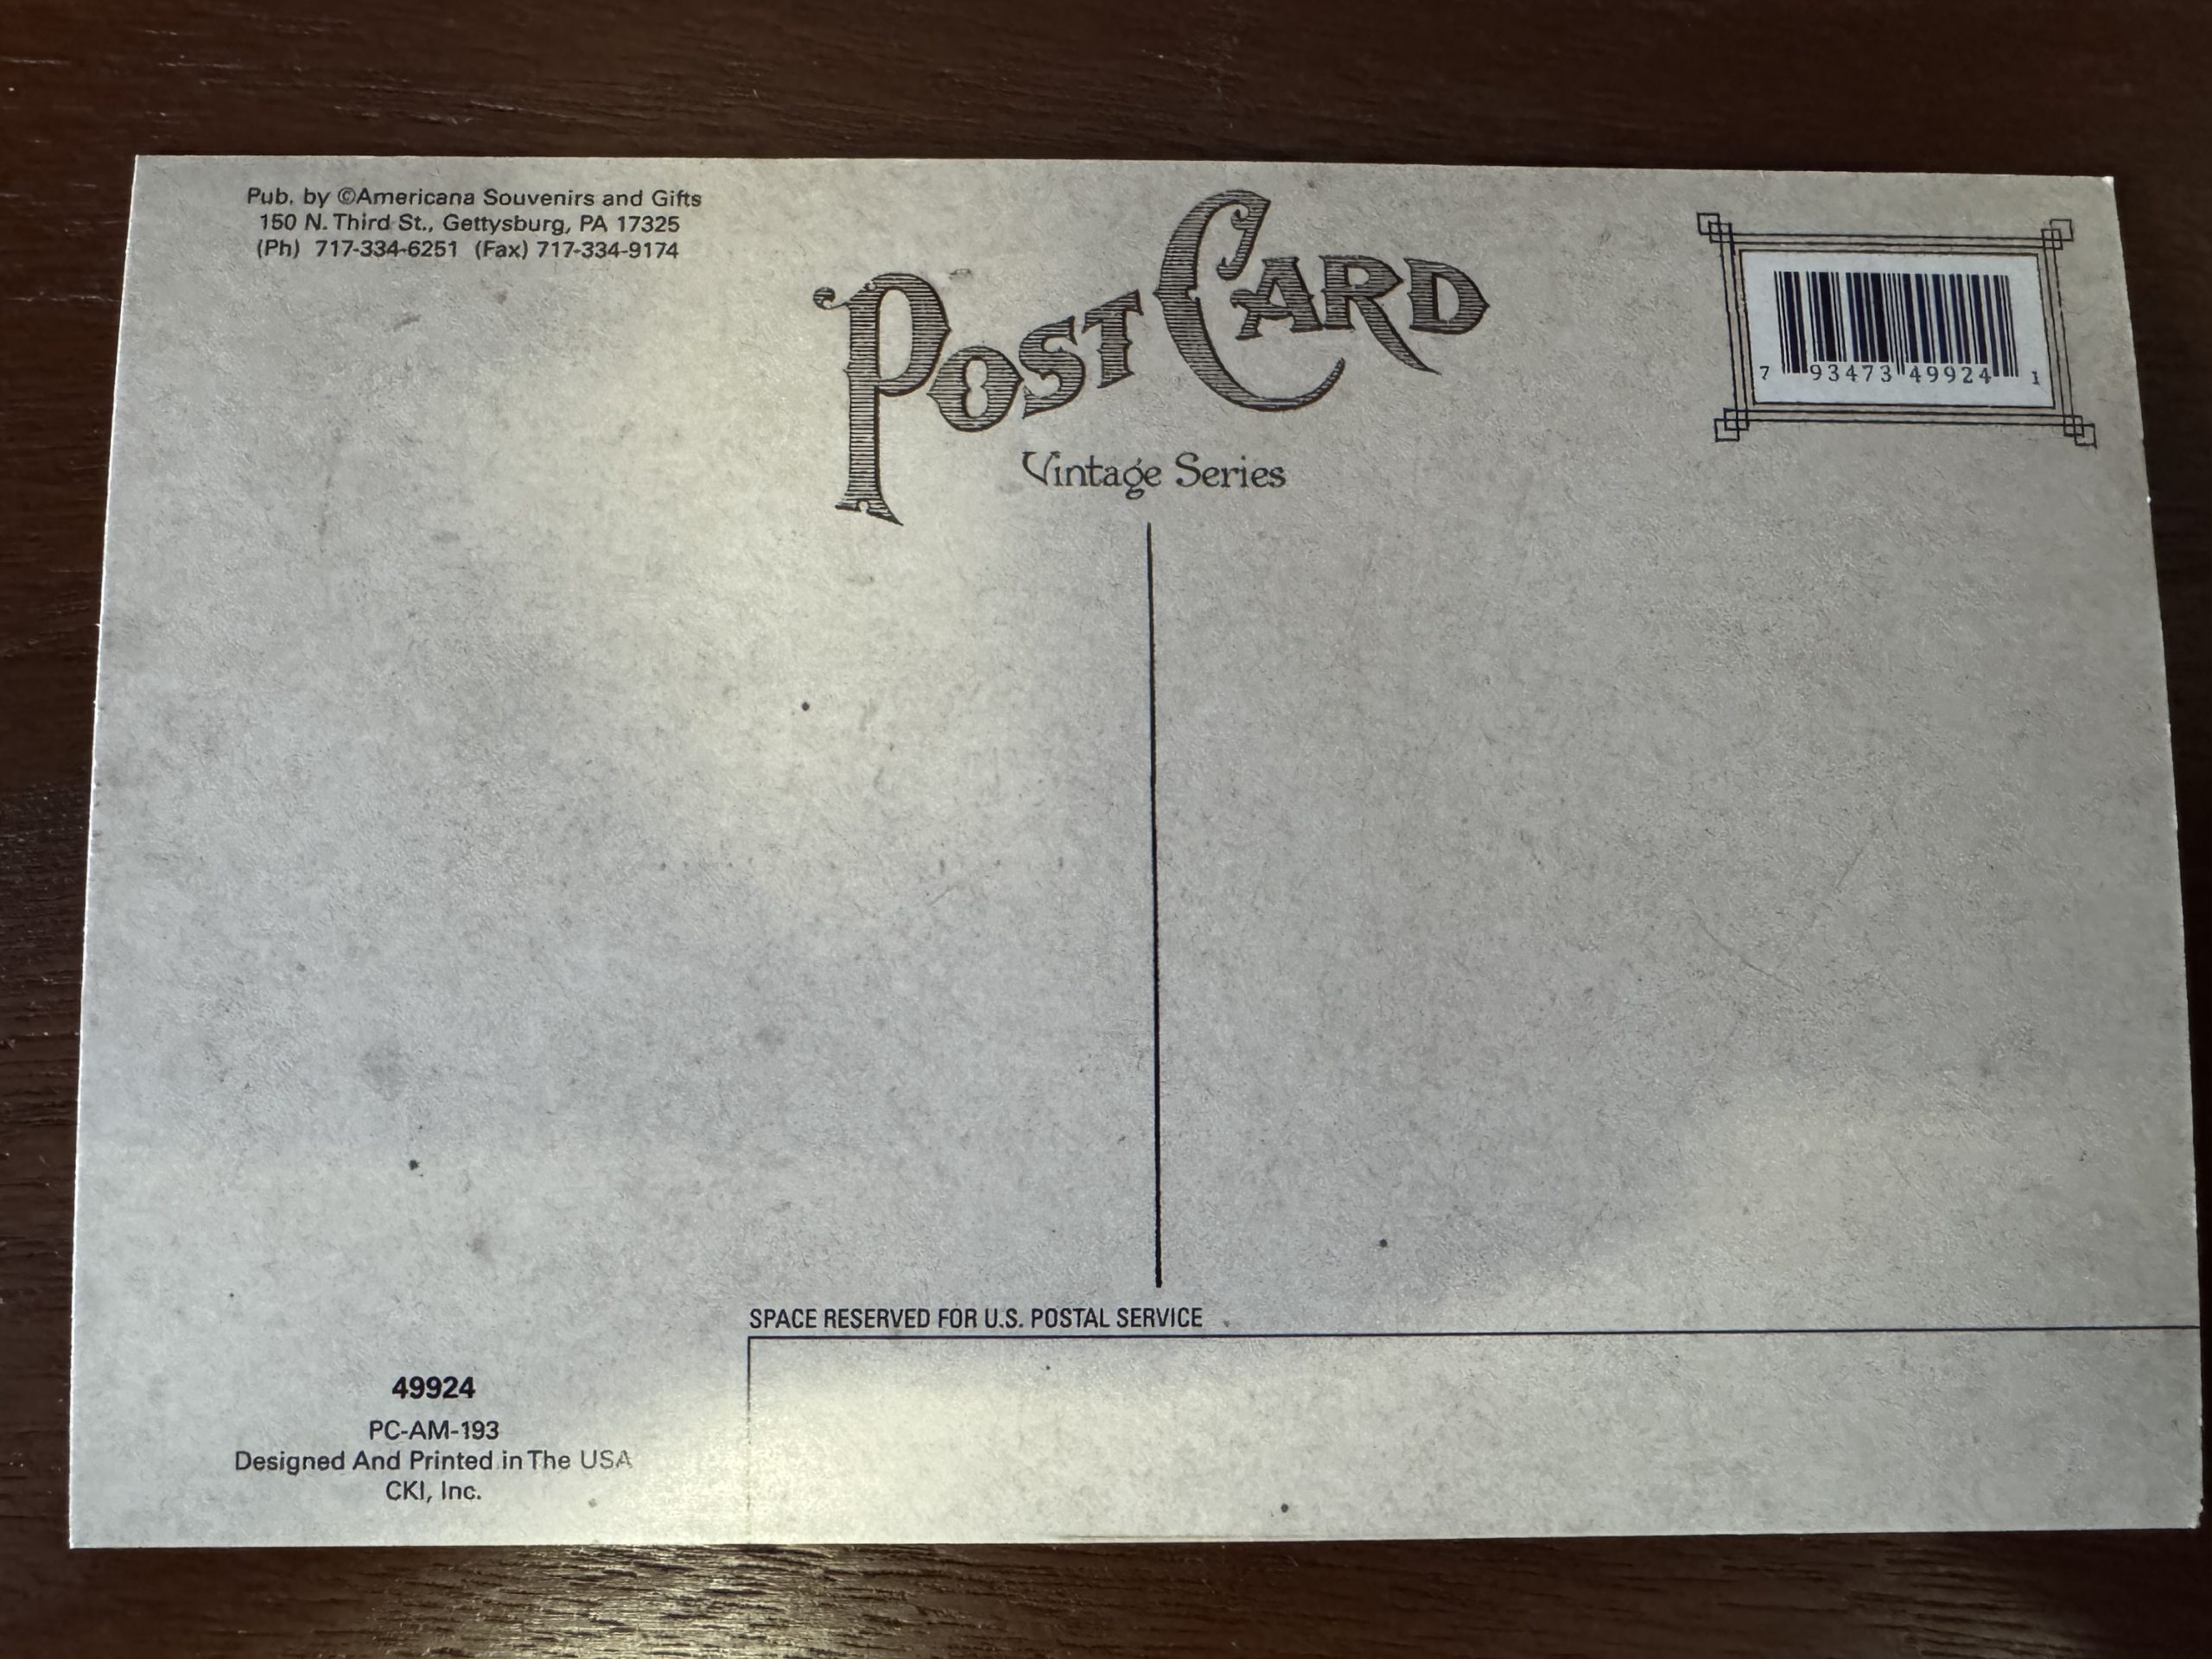 Pub. by ©Americana Souvenirs and Gifts
150 N. Third St., Gettysburg, PA 17325
(Ph) 717-334-6251 (Fax) 717-334-9174
POST CARD
Vintage Series
7 93473 49924 1
SPACE RESERVED FOR U.S. POSTAL SERVICE
49924
PC-AM-193
Designed And Printed in The USA
CKI, Inc.